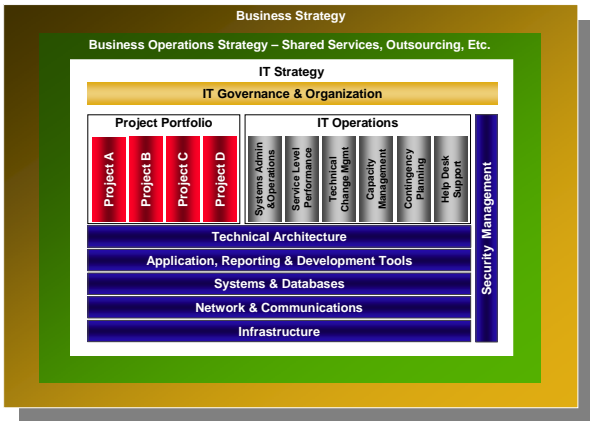 Business Strategy
Business Operations Strategy – Shared Services, Outsourcing, Etc.
IT Strategy
IT Governance & Organization
Project Portfolio
Project A
Project B
Project C
Project D
IT Operations
Systems Admin
&Operations
Service Level
Performance
Technical
Change Mgmt
Capacity
Management
Contingency
Planning
Help Desk
Support
Security Management
Technical Architecture
Application, Reporting & Development Tools
Systems & Databases
Network & Communications
Infrastructure